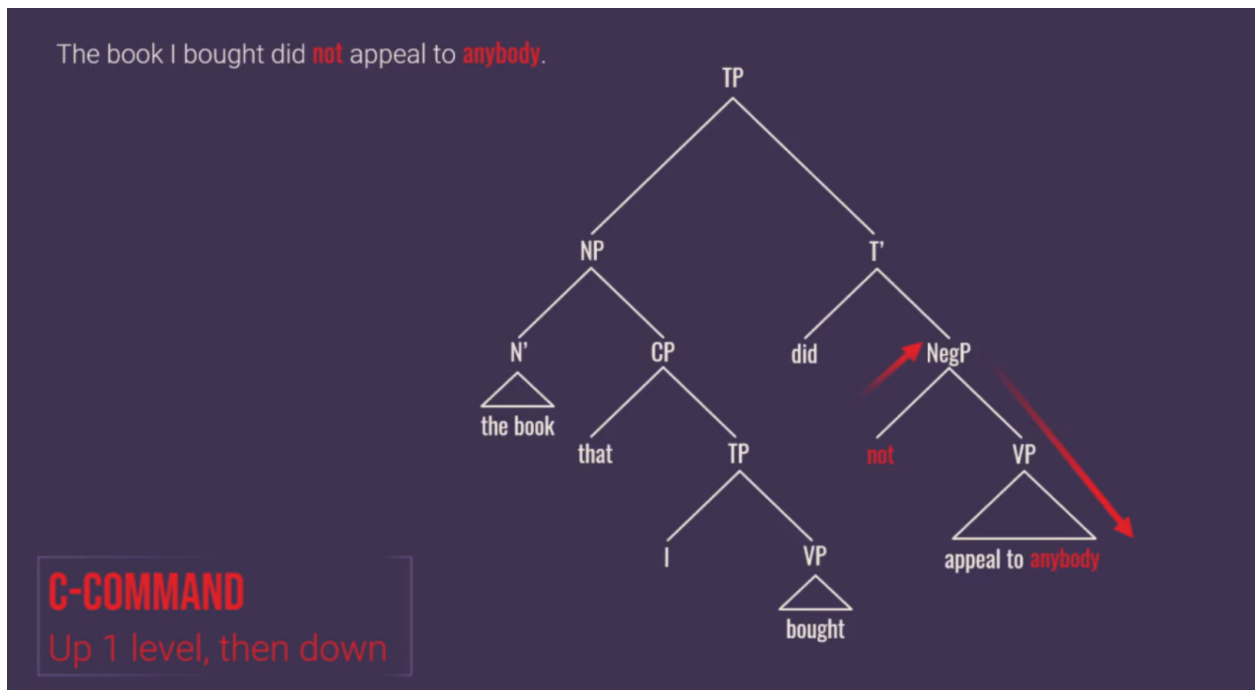 The book I bought did not appeal to anybody.
TP
NP T’
N’ CP did NegP
the book
that TP not VP
I VP appeal to anybody
bought
C-COMMAND
Up 1 level, then down